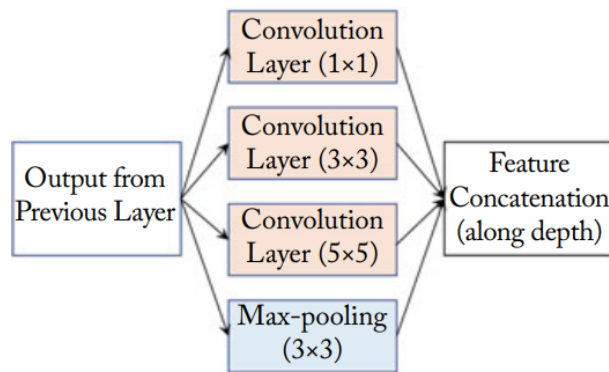 Output from
Previous Layer
Convolution
Layer (1×1)
Convolution
Layer (3×3)
Convolution
Layer (5×5)
Max-pooling
(3×3)
Feature
Concatenation
(along depth)